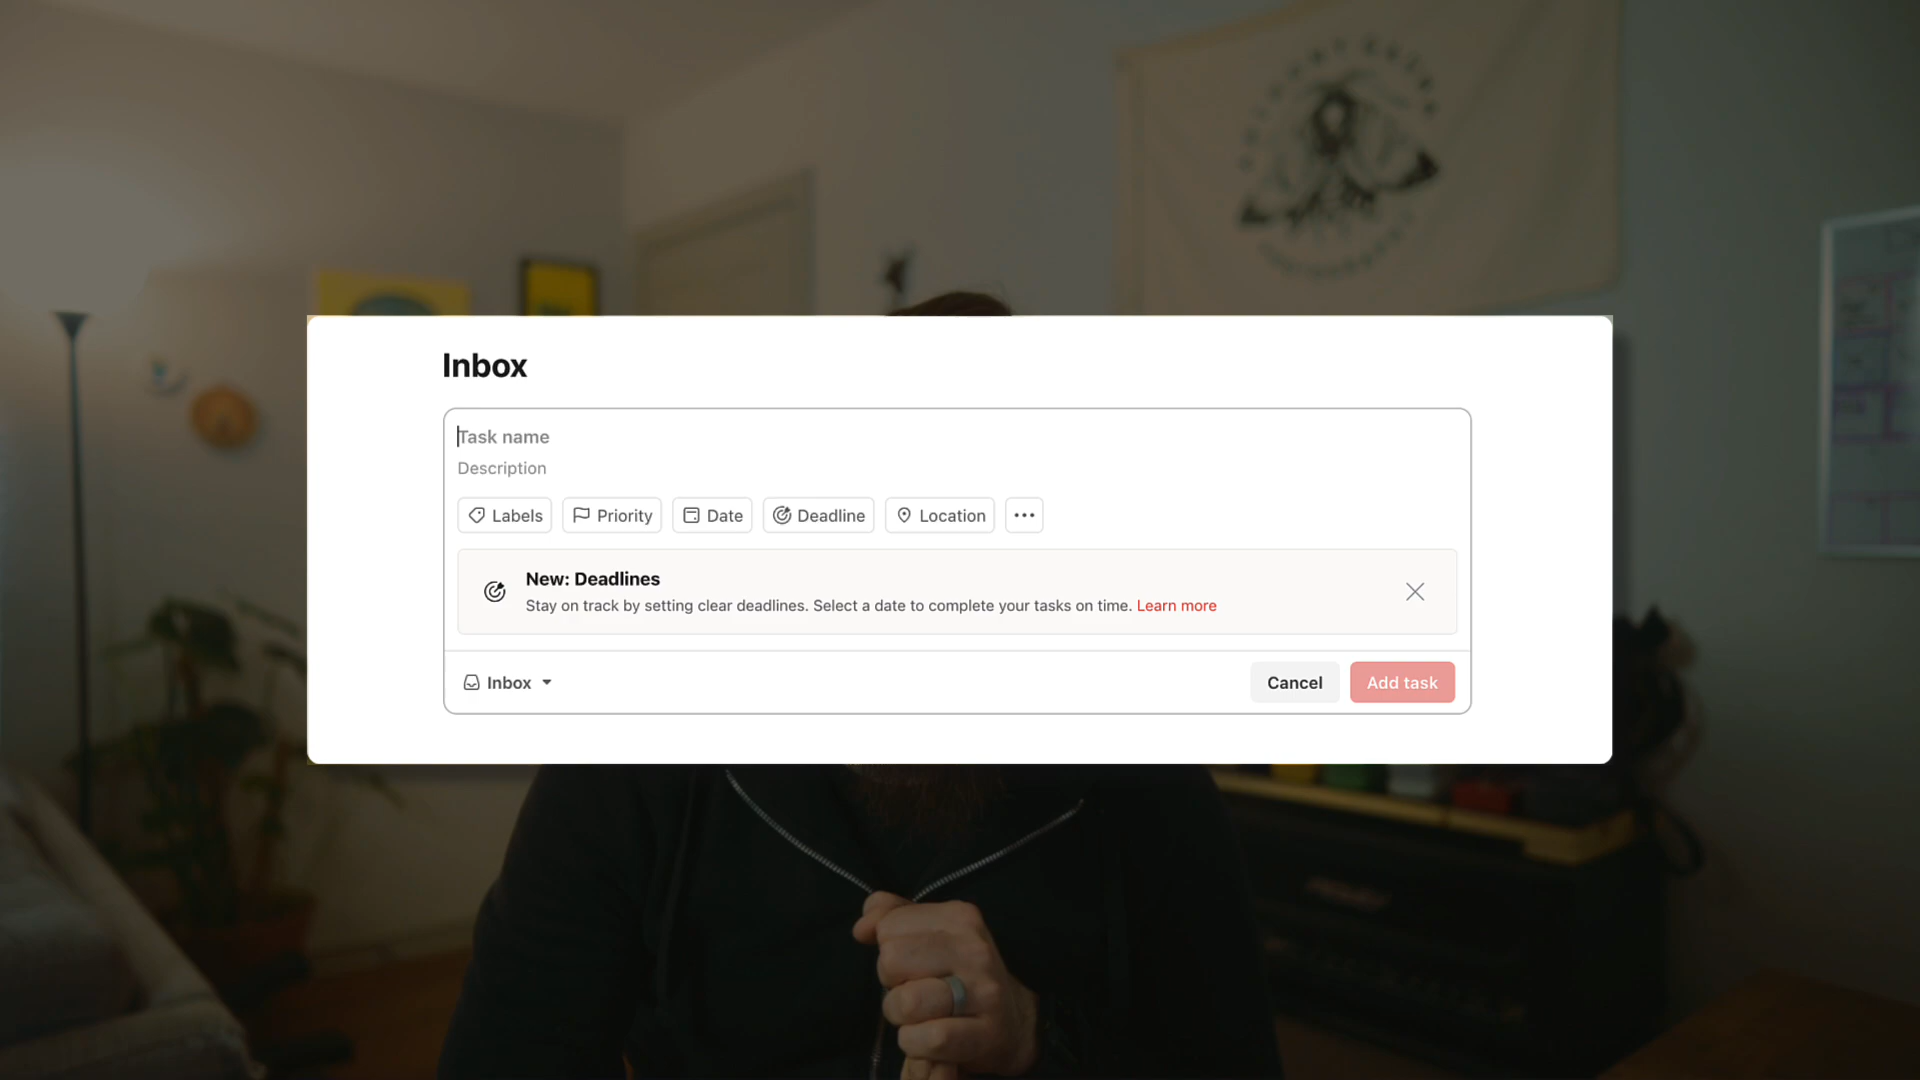 Inbox
Task name
Description
Labels
Priority
Date
Deadline
Location
New: Deadlines
Stay on track by setting clear deadlines. Select a date to complete your tasks on time. Learn more
Inbox
Cancel
Add task